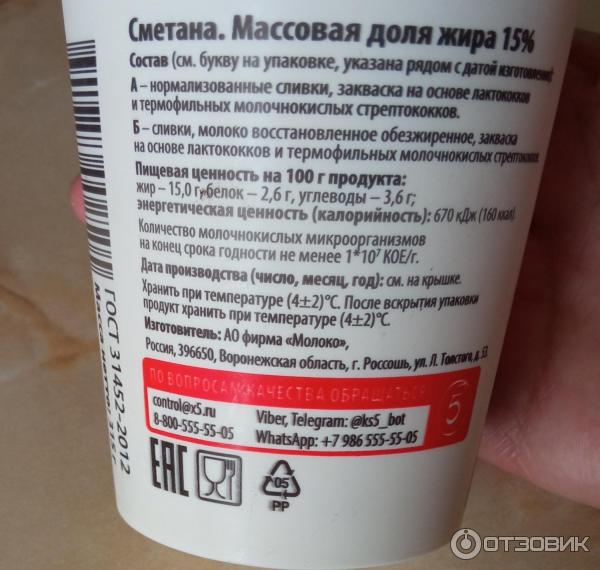 Сметана. Массовая доля жира 15%
Состав (см. букву на упаковке, указана рядом с датой изготовления)
А – нормализованные сливки, закваска на основе лактококков
и термофильных молочнокислых стрептококков.
Б – сливки, молоко восстановленное обезжиренное, закваска
на основе лактококков и термофильных молочнокислых стрептококков.
Пищевая ценность на 100 г продукта:
жир – 15,0 г, белок – 2,6 г, углеводы – 3,6 г;
энергетическая ценность (калорийность): 670 кДж (160 ккал).
Количество молочнокислых микроорганизмов
на конец срока годности не менее 1*10⁷ КОЕ/г.
Дата производства (число, месяц, год): см. на крышке.
Хранить при температуре (4±2)°С. После вскрытия упаковки
продукт хранить при температуре (4±2)°С.
Изготовитель: АО фирма «Молоко»,
Россия, 396650, Воронежская область, г. Россошь, ул. Л. Толстого, д. 53.
ПО ВОПРОСАМ КАЧЕСТВА ОБРАЩАТЬСЯ
control@x5.ru
8-800-555-55-05
Viber, Telegram: @ks5_bot
WhatsApp: +7 986 555-55-05
5
EAC
05
PP
ГОСТ 31452-2012
Масса нетто:
ОТЗОВИК